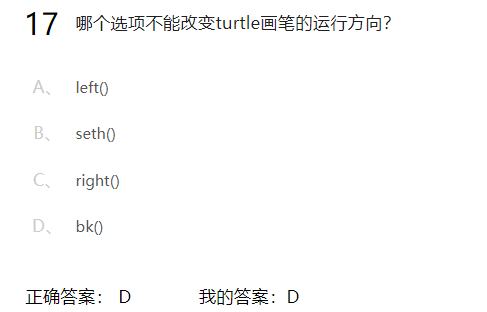 17 哪个选项不能改变turtle画笔的运行方向?
A、 left()
B、 seth()
C、 right()
D、 bk()
正确答案： D 我的答案：D